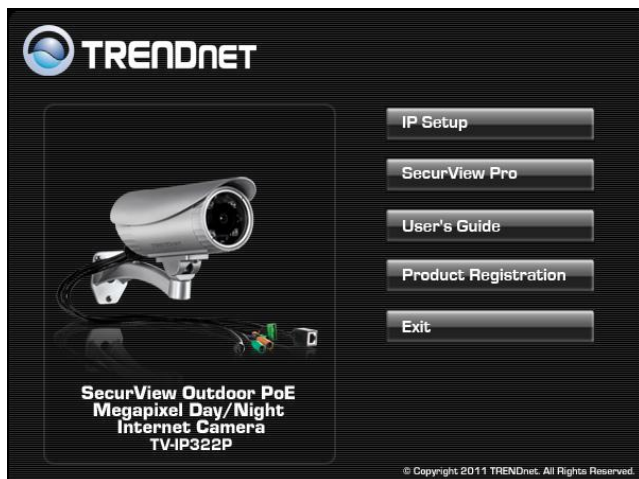 TRENDNET
IP Setup
SecurView Pro
User's Guide
Product Registration
Exit
SecurView Outdoor PoE
Megapixel Day/Night
Internet Camera
TV-IP322P
© Copyright 2011 TRENDnet. All Rights Reserved.